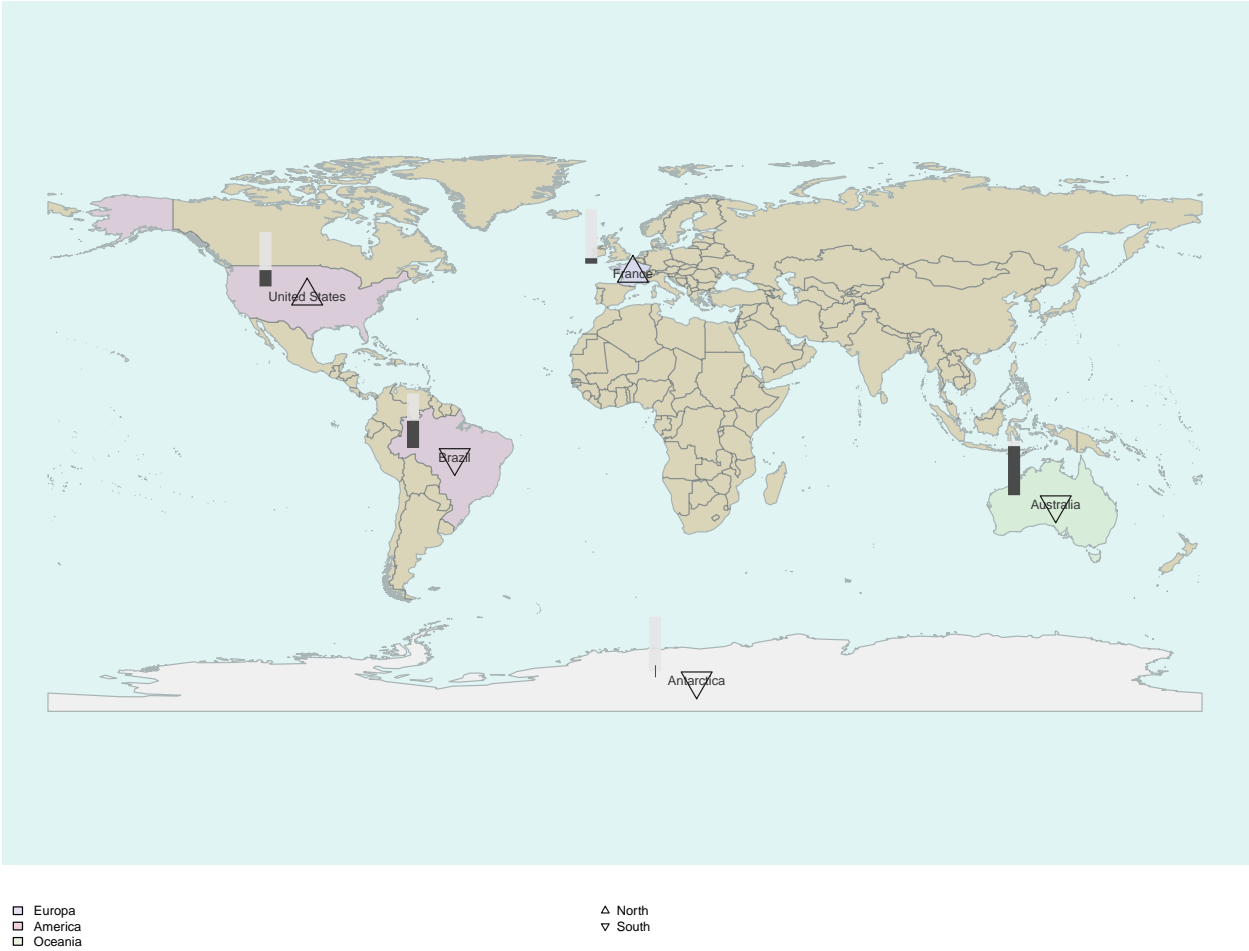 France
United States
Brazil
Australia
Antarctica
Europa
America
Oceania
North
South